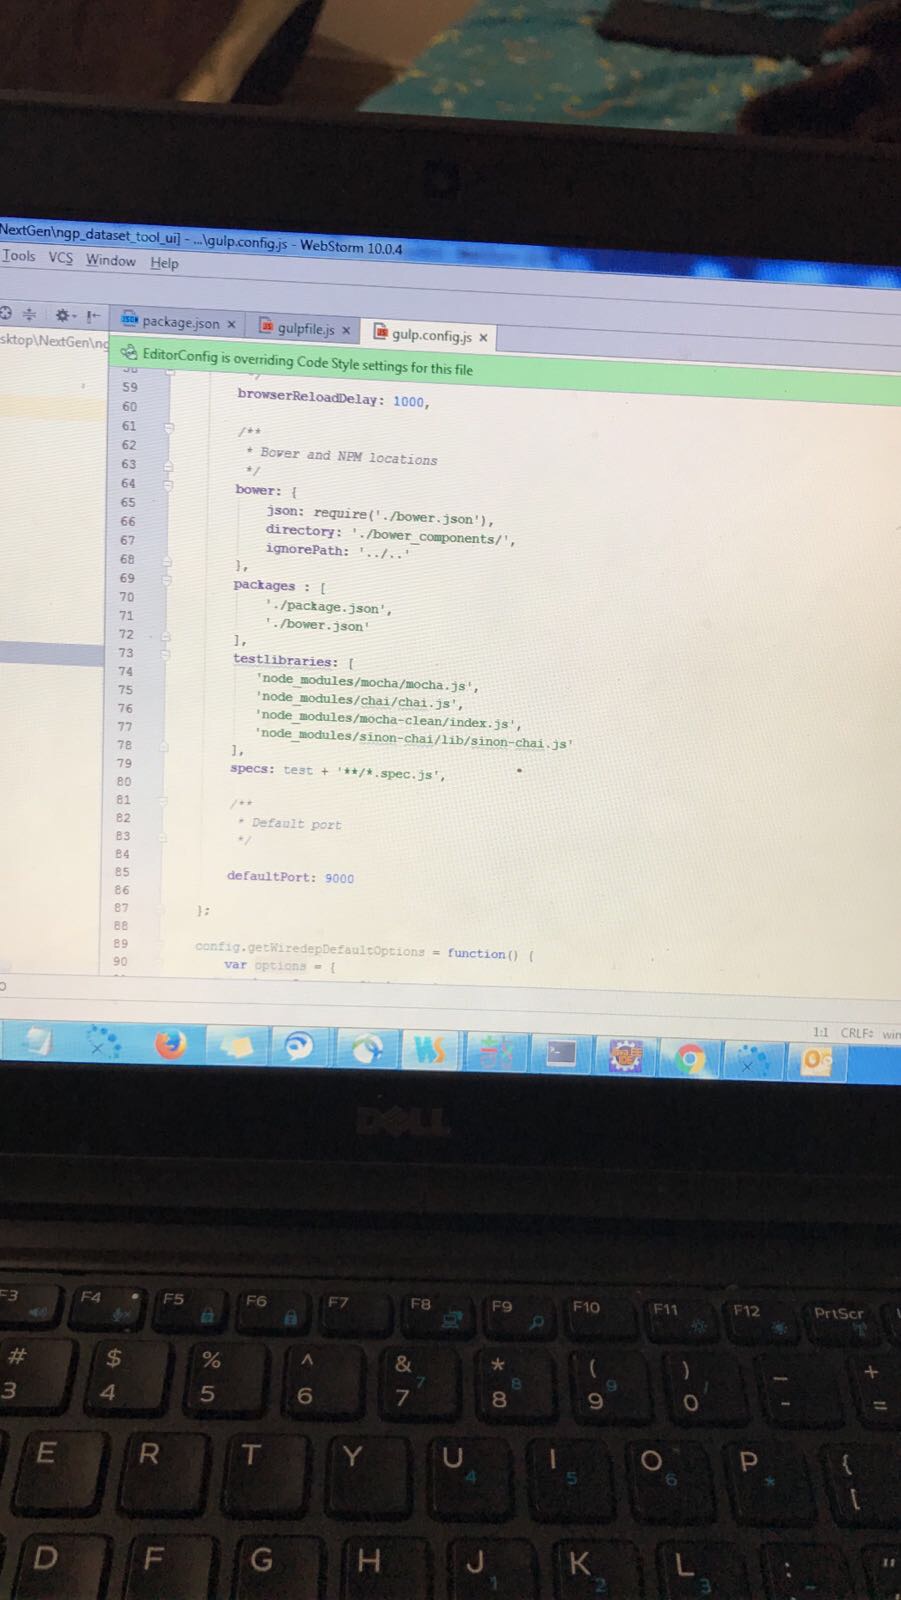 NextGen\ngp_dataset_tool_ui] - ...\gulp.config.js - WebStorm 10.0.4
Tools VCS Window Help
package.json × gulpfile.js × gulp.config.js ×
sktop\NextGen\ng
EditorConfig is overriding Code Style settings for this file
59 browserReloadDelay: 1000,
60
61 /**
62 * Bower and NPM locations
63 */
64 bower: {
65 json: require('./bower.json'),
66 directory: './bower_components/',
67 ignorePath: '../..'
68 },
69 packages : [
70 './package.json',
71 './bower.json'
72 ],
73 testlibraries: [
74 'node_modules/mocha/mocha.js',
75 'node_modules/chai/chai.js',
76 'node_modules/mocha-clean/index.js',
77 'node_modules/sinon-chai/lib/sinon-chai.js'
78 ],
79 specs: test + '**/*.spec.js',
80
81 /**
82 * Default port
83 */
84
85 defaultPort: 9000
86
87 };
88
89 config.getWiredepDefaultOptions = function() {
90 var options = {
1:1 CRLF÷ win
WS
DELL
F3 F4 F5 F6 F7 F8 F9 F10 F11 F12 PrtScr
# $ % ^ & * ( ) _ +
3 4 5 6 7 7 8 8 9 9 0 / - =
E R T Y U 4 I 5 O 6 P * { [
D F G H J 1 K 2 L 3 : "